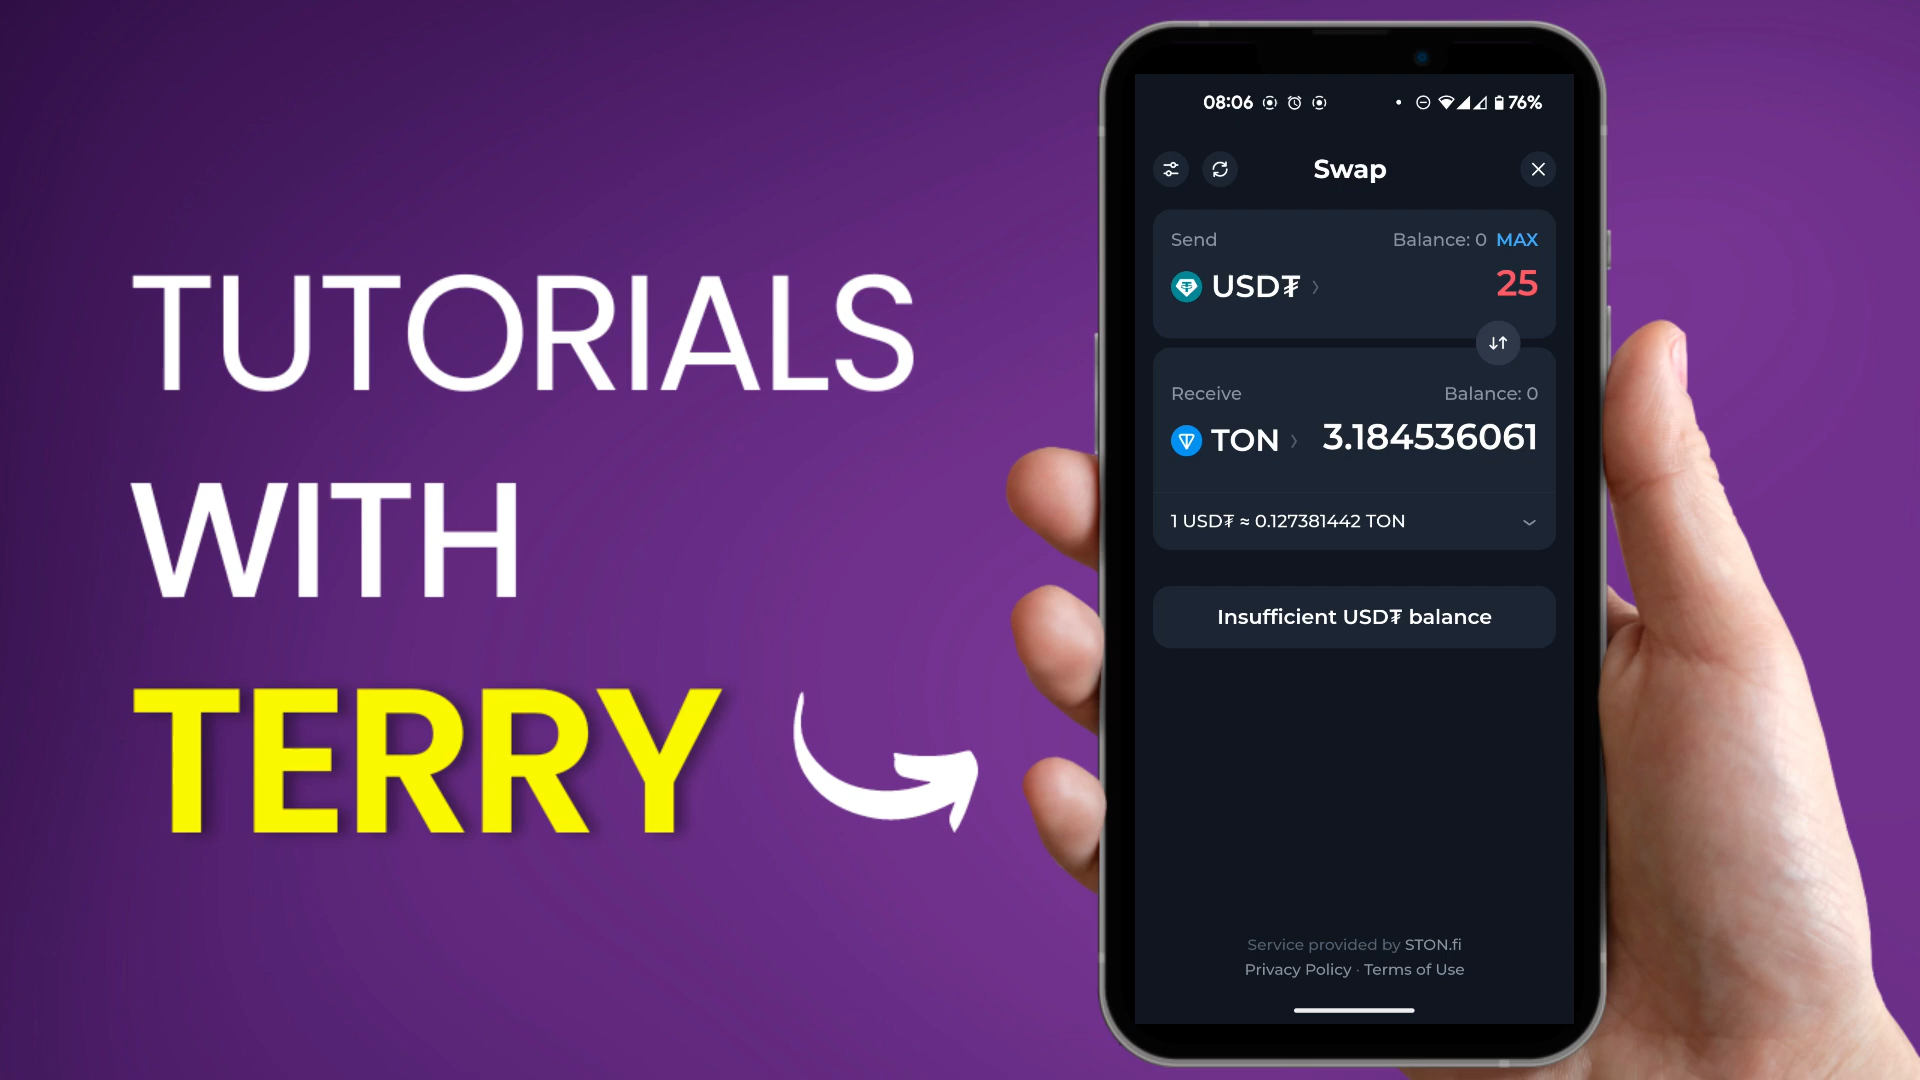 TUTORIALS
WITH
TERRY
08:06 76%
Swap
Send Balance: 0 MAX
USD₮ 25
Receive Balance: 0
TON 3.184536061
1 USD₮ ≈ 0.127381442 TON
Insufficient USD₮ balance
Service provided by STON.fi
Privacy Policy · Terms of Use